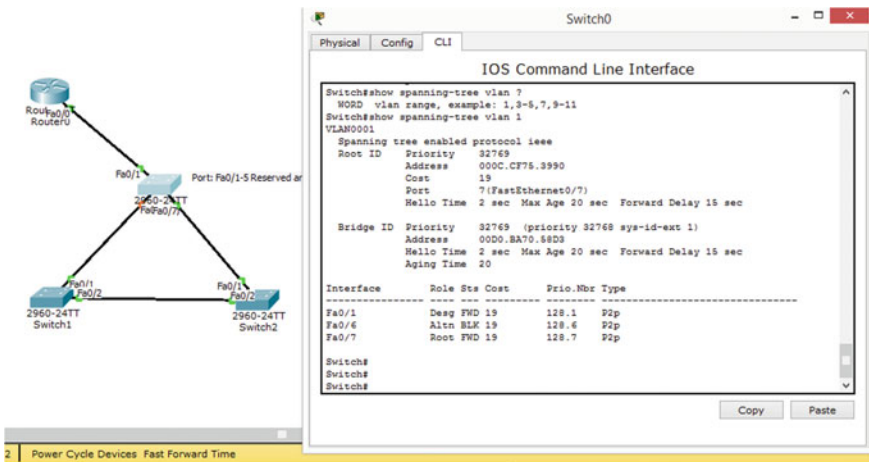 Switch0
Physical Config CLI
IOS Command Line Interface
Switch#show spanning-tree vlan ?
WORD vlan range, example: 1,3-5,7,9-11
Switch#show spanning-tree vlan 1
VLAN0001
Spanning tree enabled protocol ieee
Root ID Priority 32769
Address 000C.CF75.3990
Cost 19
Port 7(FastEthernet0/7)
Hello Time 2 sec Max Age 20 sec Forward Delay 15 sec
Bridge ID Priority 32769 (priority 32768 sys-id-ext 1)
Address 00D0.BA70.58D3
Hello Time 2 sec Max Age 20 sec Forward Delay 15 sec
Aging Time 20
Interface Role Sts Cost Prio.Nbr Type
Fa0/1 Desg FWD 19 128.1 P2p
Fa0/6 Altn BLK 19 128.6 P2p
Fa0/7 Root FWD 19 128.7 P2p
Switch#
Switch#
Switch#
Copy Paste
Fa0/0
Router0
Fa0/1
Port: Fa0/1-5 Reserved ar
2960-24TT
Fa0/7
Fa0/1
Fa0/2
2960-24TT
Switch1
Fa0/1
Fa0/2
2960-24TT
Switch2
2 Power Cycle Devices Fast Forward Time